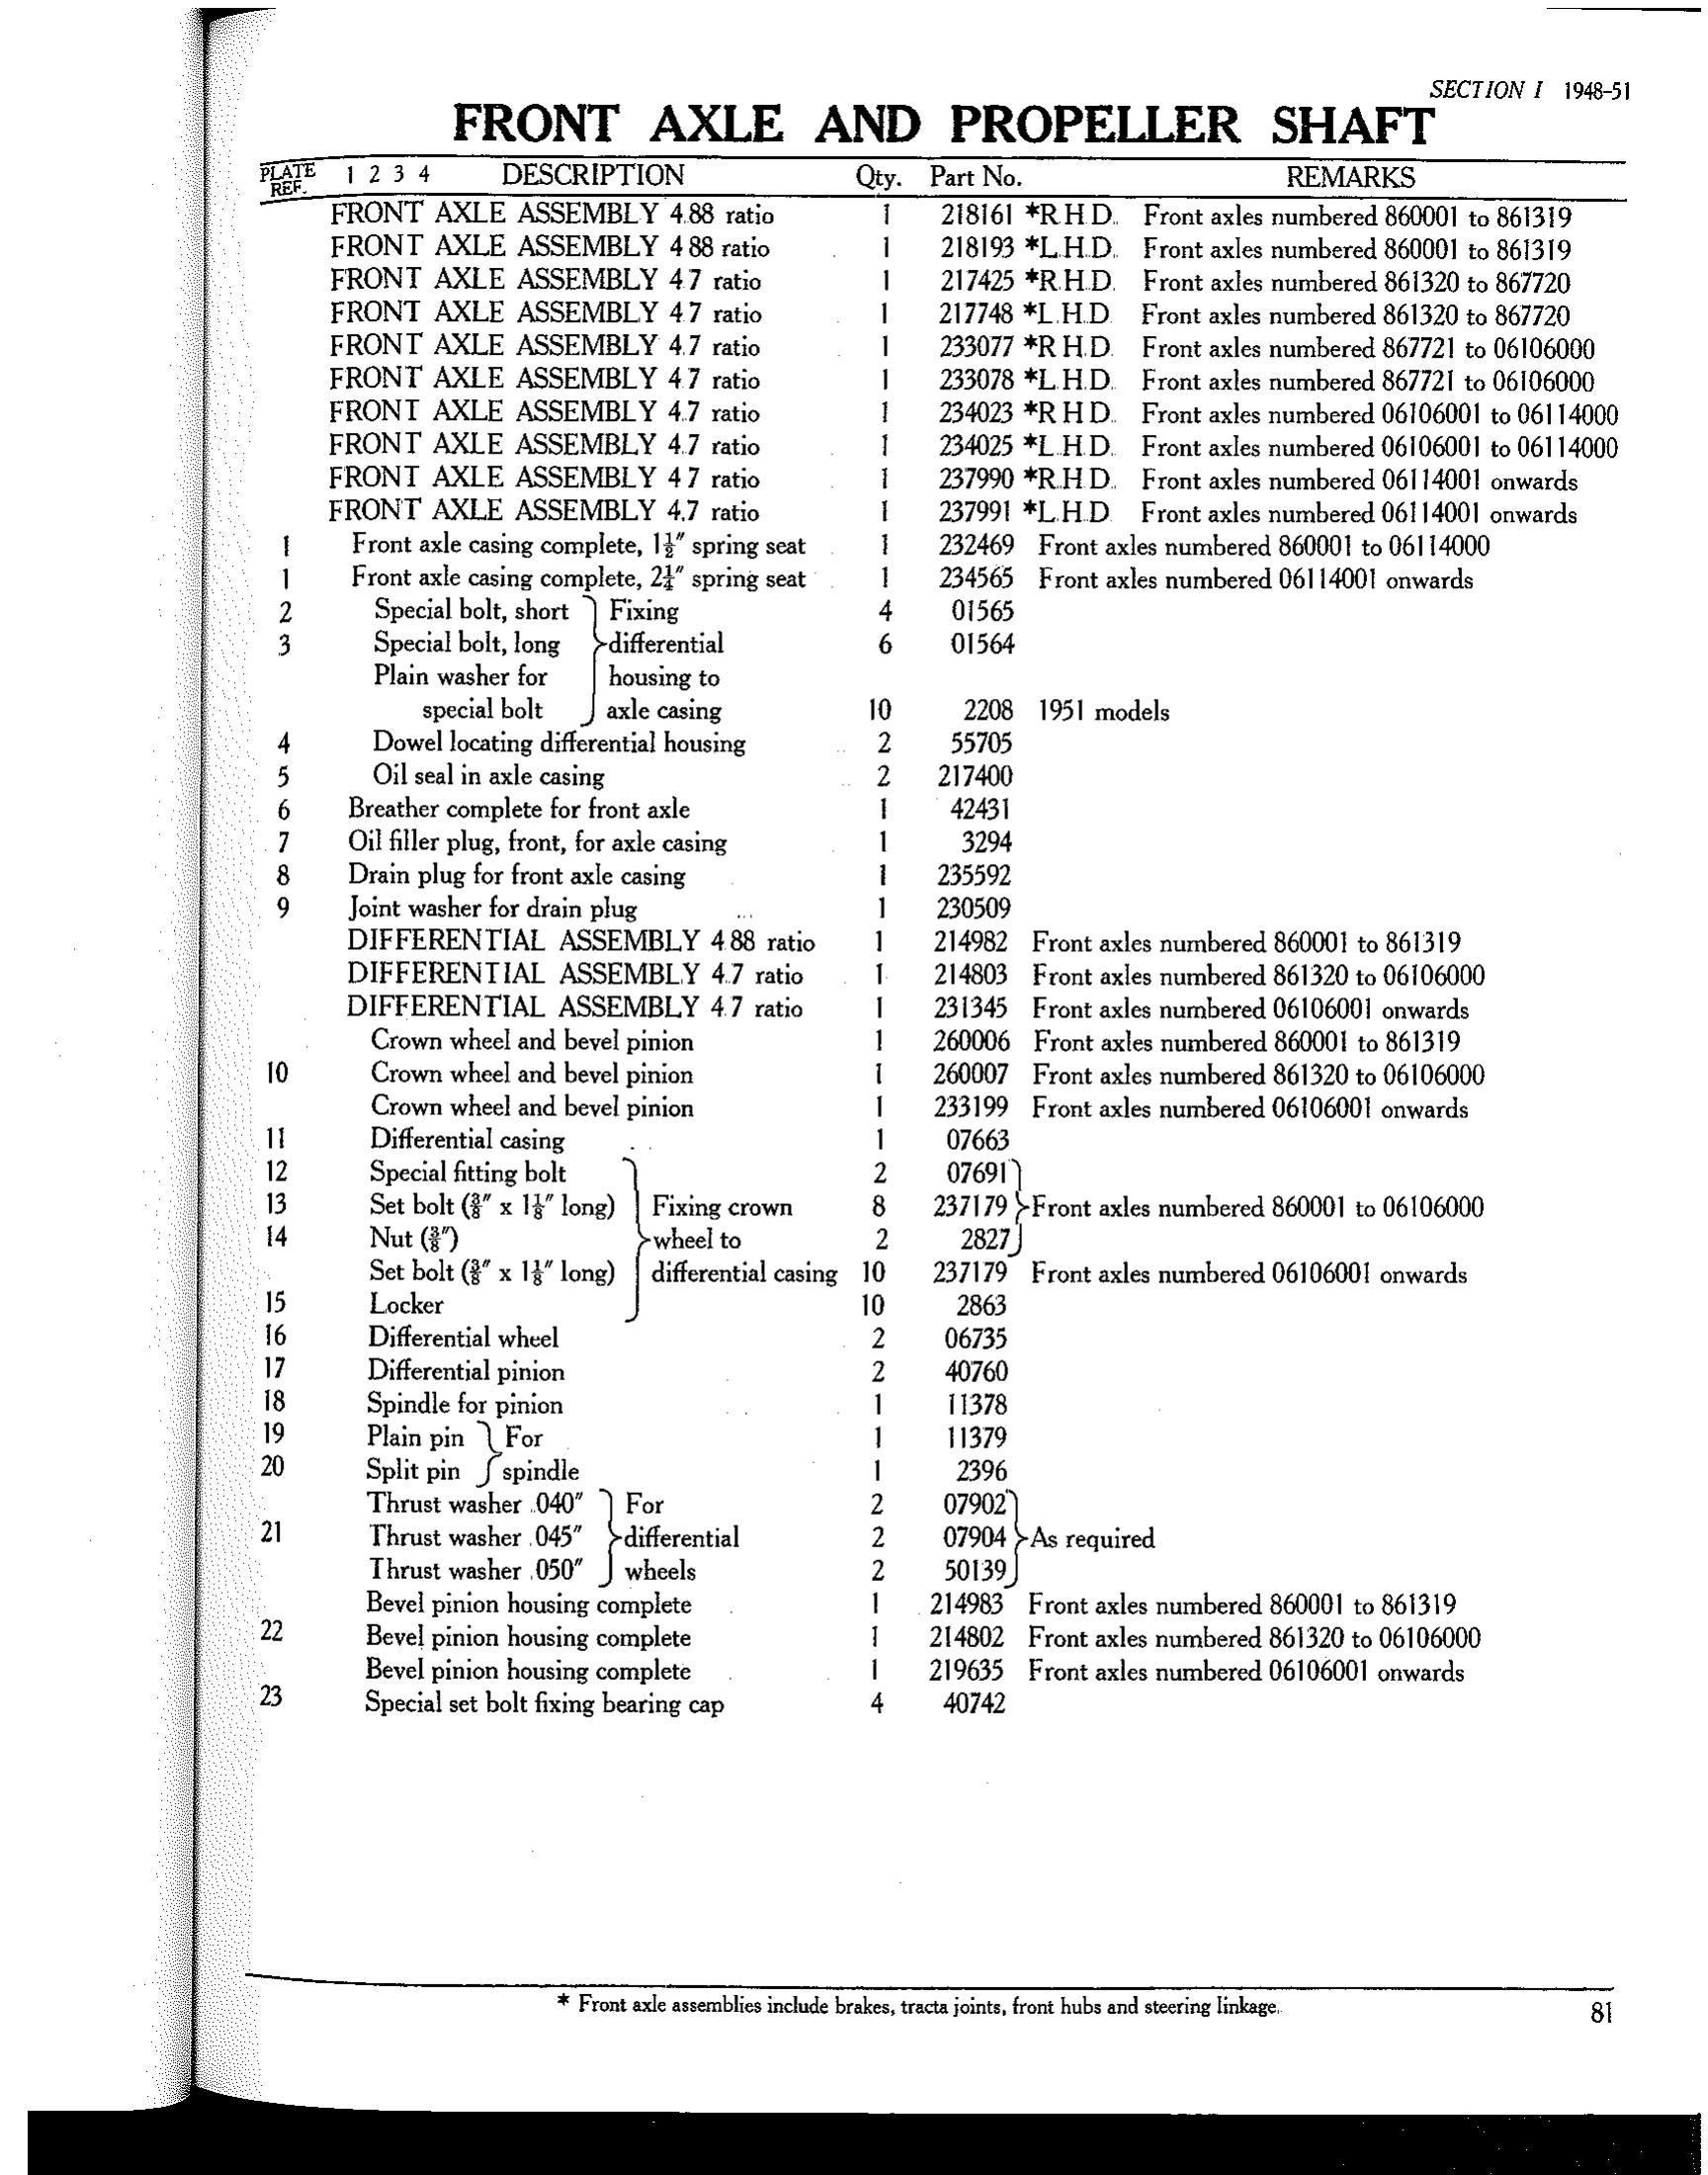 SECTION I 1948-51
FRONT AXLE AND PROPELLER SHAFT
PLATE REF. 1 2 3 4 DESCRIPTION Qty. Part No. REMARKS
FRONT AXLE ASSEMBLY 4.88 ratio 1 218161 *R.H.D. Front axles numbered 860001 to 861319
FRONT AXLE ASSEMBLY 4.88 ratio 1 218193 *L.H.D. Front axles numbered 860001 to 861319
FRONT AXLE ASSEMBLY 4.7 ratio 1 217425 *R.H.D. Front axles numbered 861320 to 867720
FRONT AXLE ASSEMBLY 4.7 ratio 1 217748 *L.H.D. Front axles numbered 861320 to 867720
FRONT AXLE ASSEMBLY 4.7 ratio 1 233077 *R.H.D. Front axles numbered 867721 to 06106000
FRONT AXLE ASSEMBLY 4.7 ratio 1 233078 *L.H.D. Front axles numbered 867721 to 06106000
FRONT AXLE ASSEMBLY 4.7 ratio 1 234023 *R.H.D. Front axles numbered 06106001 to 06114000
FRONT AXLE ASSEMBLY 4.7 ratio 1 234025 *L.H.D. Front axles numbered 06106001 to 06114000
FRONT AXLE ASSEMBLY 4.7 ratio 1 237990 *R.H.D. Front axles numbered 06114001 onwards
FRONT AXLE ASSEMBLY 4.7 ratio 1 237991 *L.H.D. Front axles numbered 06114001 onwards
1 Front axle casing complete, 1½″ spring seat 1 232469 Front axles numbered 860001 to 06114000
1 Front axle casing complete, 2¼″ spring seat 1 234565 Front axles numbered 06114001 onwards
2 Special bolt, short Fixing 4 01565
3 Special bolt, long differential 6 01564
Plain washer for housing to
special bolt axle casing 10 2208 1951 models
4 Dowel locating differential housing 2 55705
5 Oil seal in axle casing 2 217400
6 Breather complete for front axle 1 42431
7 Oil filler plug, front, for axle casing 1 3294
8 Drain plug for front axle casing 1 235592
9 Joint washer for drain plug ... 1 230509
DIFFERENTIAL ASSEMBLY 4.88 ratio 1 214982 Front axles numbered 860001 to 861319
DIFFERENTIAL ASSEMBLY 4.7 ratio 1 214803 Front axles numbered 861320 to 06106000
DIFFERENTIAL ASSEMBLY 4.7 ratio 1 231345 Front axles numbered 06106001 onwards
Crown wheel and bevel pinion 1 260006 Front axles numbered 860001 to 861319
10 Crown wheel and bevel pinion 1 260007 Front axles numbered 861320 to 06106000
Crown wheel and bevel pinion 1 233199 Front axles numbered 06106001 onwards
11 Differential casing 1 07663
12 Special fitting bolt 2 07691
13 Set bolt (⅜″ x 1⅛″ long) Fixing crown 8 237179 Front axles numbered 860001 to 06106000
14 Nut (⅜″) wheel to 2 2827
Set bolt (⅜″ x 1⅛″ long) differential casing 10 237179 Front axles numbered 06106001 onwards
15 Locker 10 2863
16 Differential wheel 2 06735
17 Differential pinion 2 40760
18 Spindle for pinion 1 11378
19 Plain pin For 1 11379
20 Split pin spindle 1 2396
Thrust washer .040″ For 2 07902
21 Thrust washer .045″ differential 2 07904 As required
Thrust washer .050″ wheels 2 50139
Bevel pinion housing complete 1 214983 Front axles numbered 860001 to 861319
22 Bevel pinion housing complete 1 214802 Front axles numbered 861320 to 06106000
Bevel pinion housing complete 1 219635 Front axles numbered 06106001 onwards
23 Special set bolt fixing bearing cap 4 40742
* Front axle assemblies include brakes, tracta joints, front hubs and steering linkage.
81